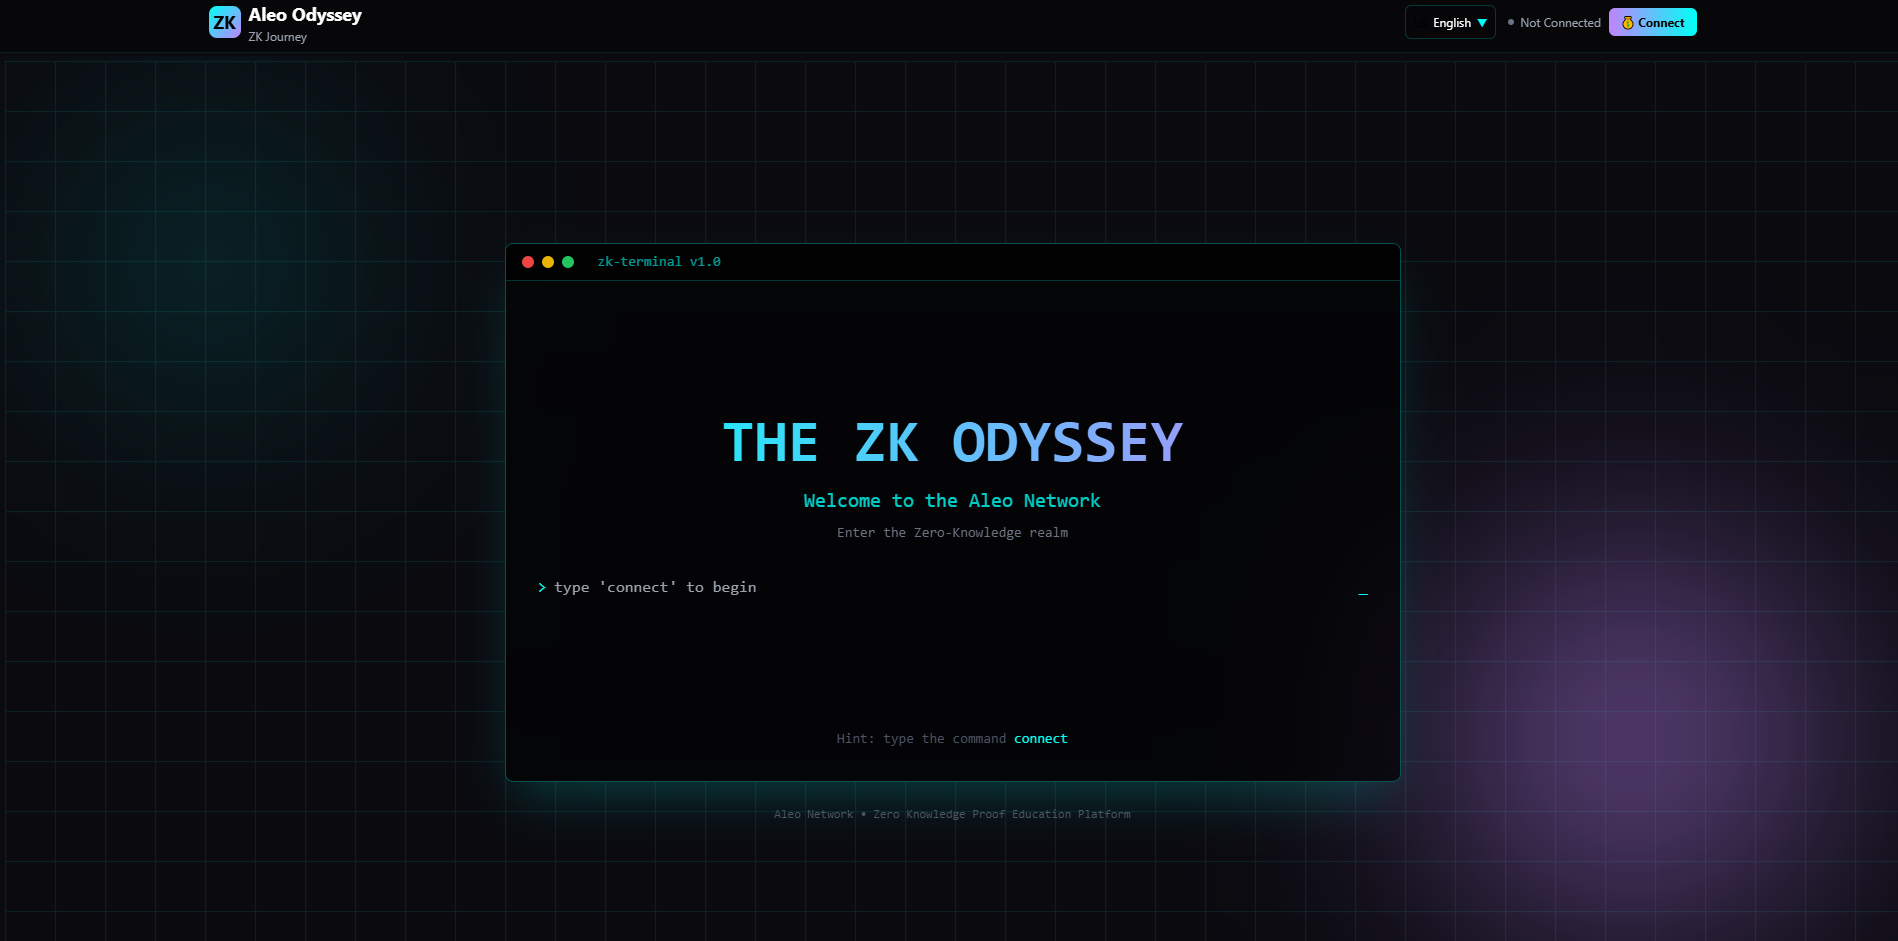 ZK
Aleo Odyssey
ZK Journey
English
Not Connected
Connect
zk-terminal v1.0
THE ZK ODYSSEY
Welcome to the Aleo Network
Enter the Zero-Knowledge realm
> type 'connect' to begin _
Hint: type the command connect
Aleo Network • Zero Knowledge Proof Education Platform